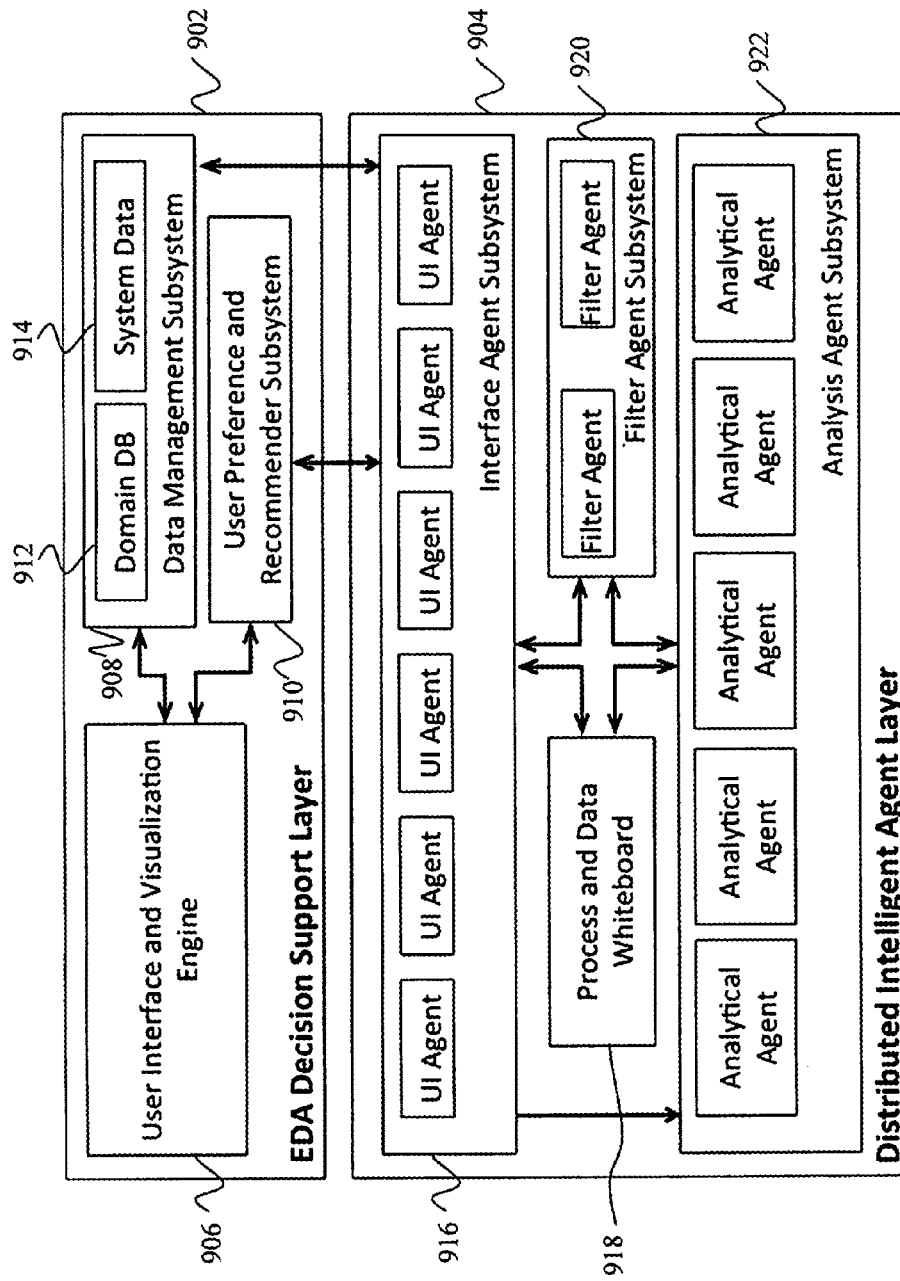 902
914
912
System Data
Domain DB
Data Management Subsystem
908
User Preference and
Recommender Subsystem
910
User Interface and Visualization
Engine
906
EDA Decision Support Layer
904
UI Agent
UI Agent
UI Agent
UI Agent
UI Agent
UI Agent
Interface Agent Subsystem
916
920
Filter Agent
Filter Agent
Filter Agent Subsystem
Process and Data
Whiteboard
918
922
Analytical
Agent
Analytical
Agent
Analytical
Agent
Analytical
Agent
Analytical
Agent
Analysis Agent Subsystem
Distributed Intelligent Agent Layer